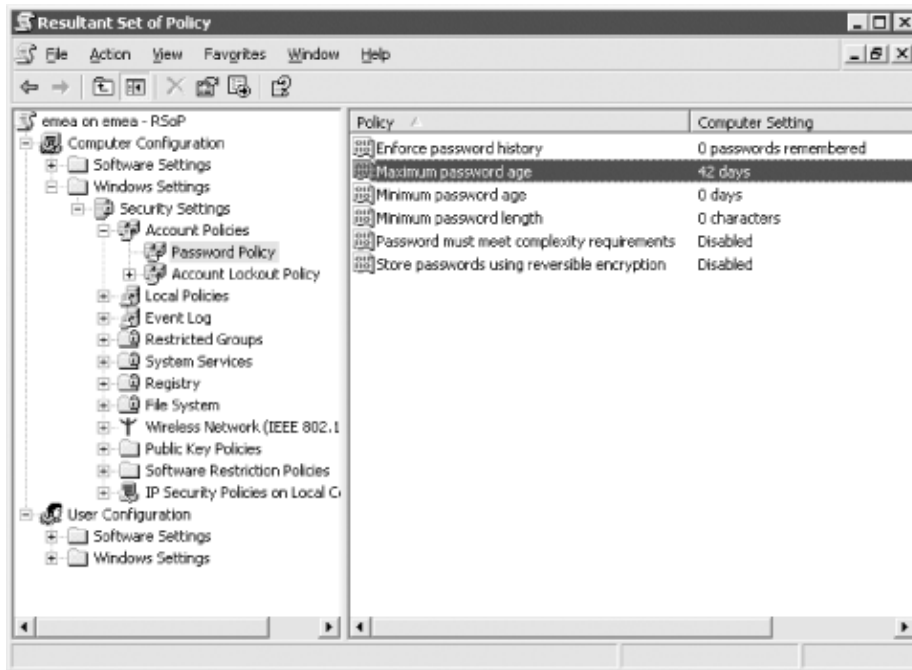 Resultant Set of Policy
File Action View Favorites Window Help
emea on emea - RSoP
Computer Configuration
Software Settings
Windows Settings
Security Settings
Account Policies
Password Policy
Account Lockout Policy
Local Policies
Event Log
Restricted Groups
System Services
Registry
File System
Wireless Network (IEEE 802.1
Public Key Policies
Software Restriction Policies
IP Security Policies on Local C
User Configuration
Software Settings
Windows Settings
Policy Computer Setting
Enforce password history 0 passwords remembered
Maximum password age 42 days
Minimum password age 0 days
Minimum password length 0 characters
Password must meet complexity requirements Disabled
Store passwords using reversible encryption Disabled